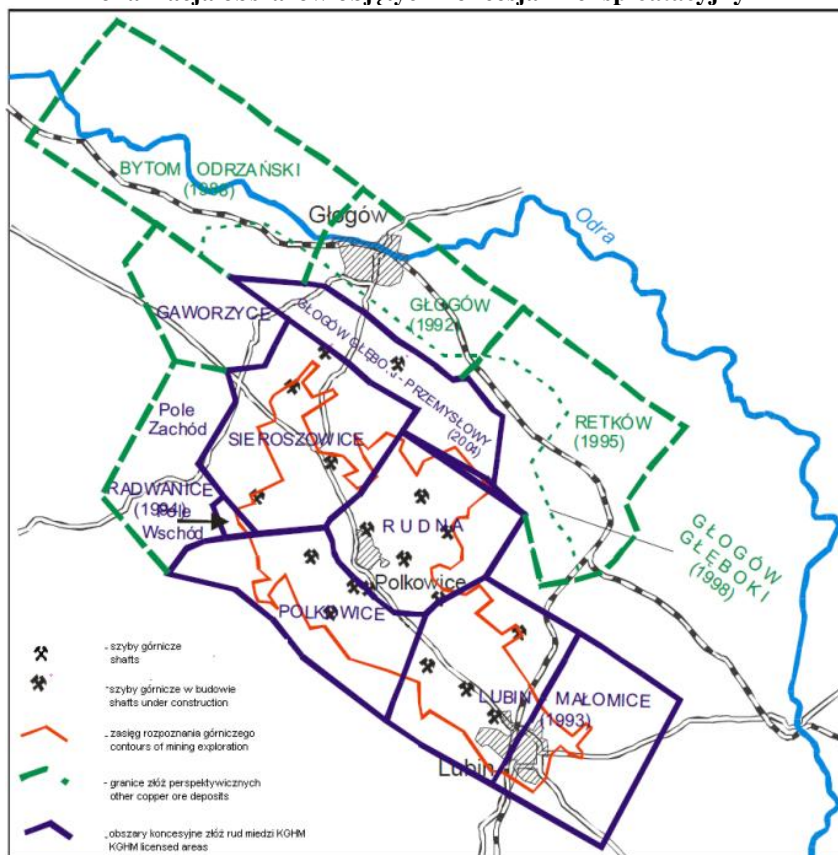 BYTOM ODRZAŃSKI
Głogów
Odra
GAWORZYCE
GŁOGÓW
(1992)
GŁOGÓW GŁĘBOKI - PRZEMYSŁOWY
(2004)
Pole
Zachód
SIEROSZOWICE
RETKÓW
(1995)
RADWANICE
Pole
Wschód
RUDNA
GŁOGÓW
GŁĘBOKI
(1998)
Polkowice
POLKOWICE
LUBIN - MAŁOMICE
(1993)
Lubin
- szyby górnicze
shafts
- szyby górnicze w budowie
shafts under construction
- zasięg rozpoznania górniczego
contours of mining exploration
- granice złóż perspektywicznych
other copper ore deposits
- obszary koncesyjne złóż rud miedzi KGHM
KGHM licensed areas